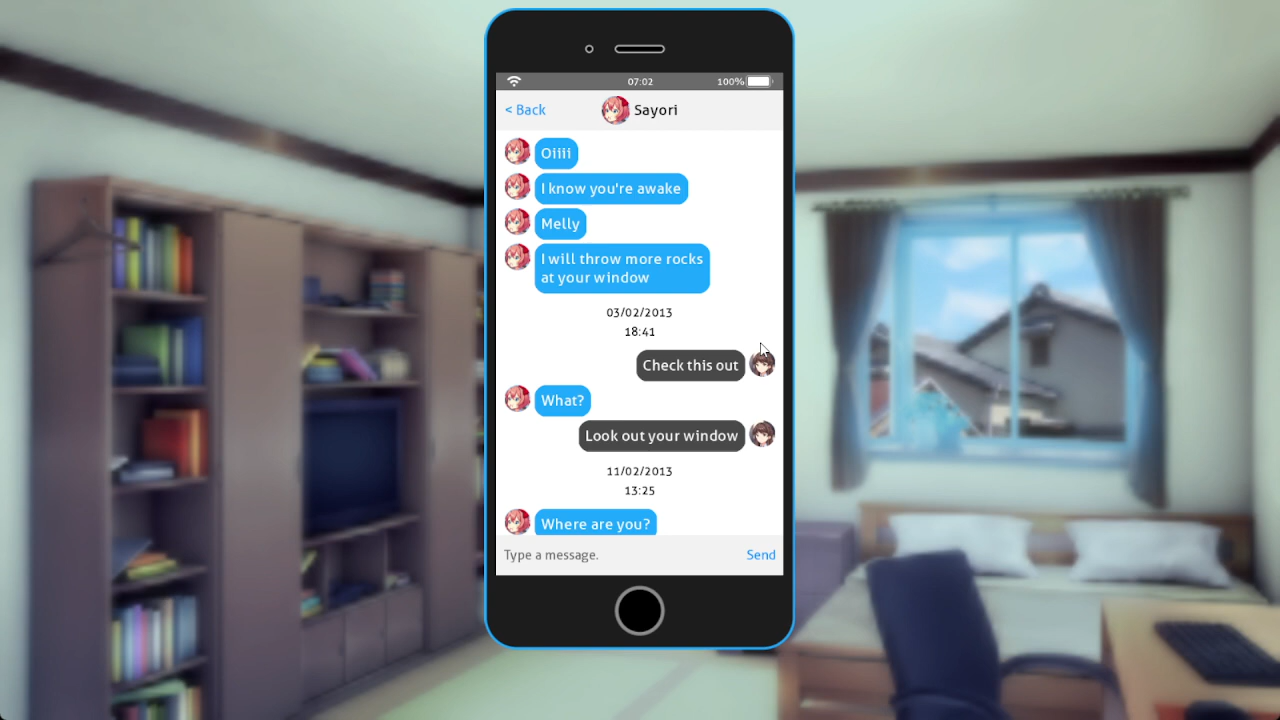 07:02
100%
< Back
Sayori
Oiiii
I know you're awake
Melly
I will throw more rocks
at your window
03/02/2013
18:41
Check this out
What?
Look out your window
11/02/2013
13:25
Where are you?
Type a message.
Send